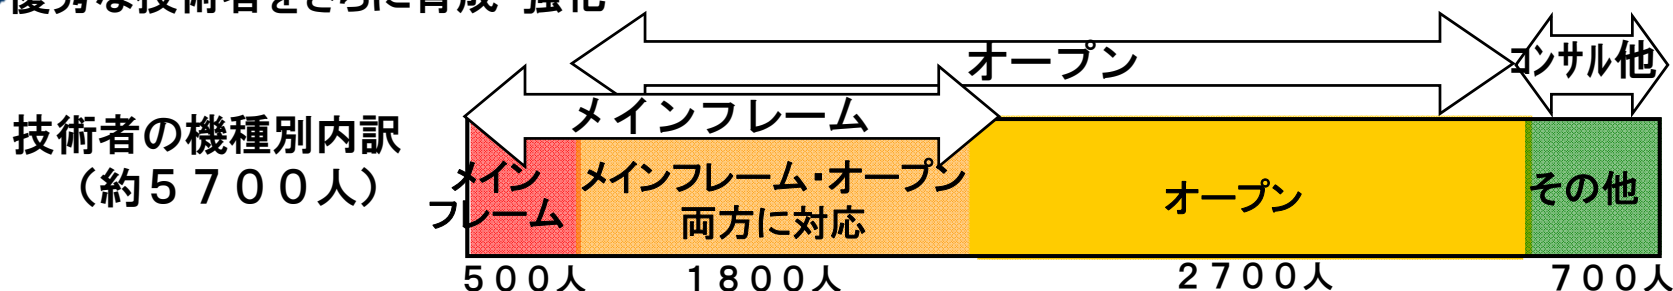 優秀な技術者をさらに育成・強化
オープン
コンサル他
メインフレーム
技術者の機種別内訳
（約５７００人）
メイン
フレーム
メインフレーム・オープン
両方に対応
オープン
その他
５００人
１８００人
２７００人
７００人